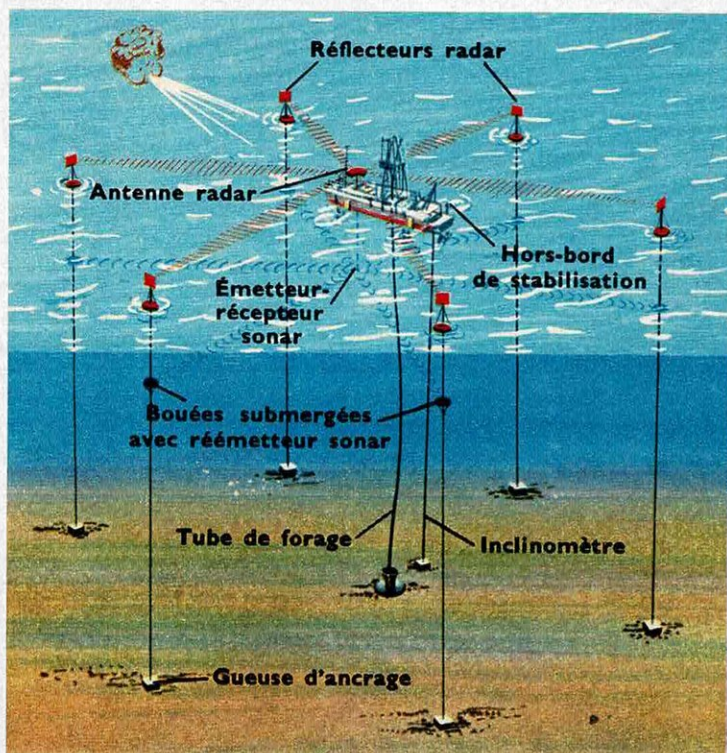 Réflecteurs radar
Antenne radar
Hors-bord
de stabilisation
Émetteur-
récepteur
sonar
Bouées submergées
avec réémetteur sonar
Tube de forage
Inclinomètre
Gueuse d'ancrage